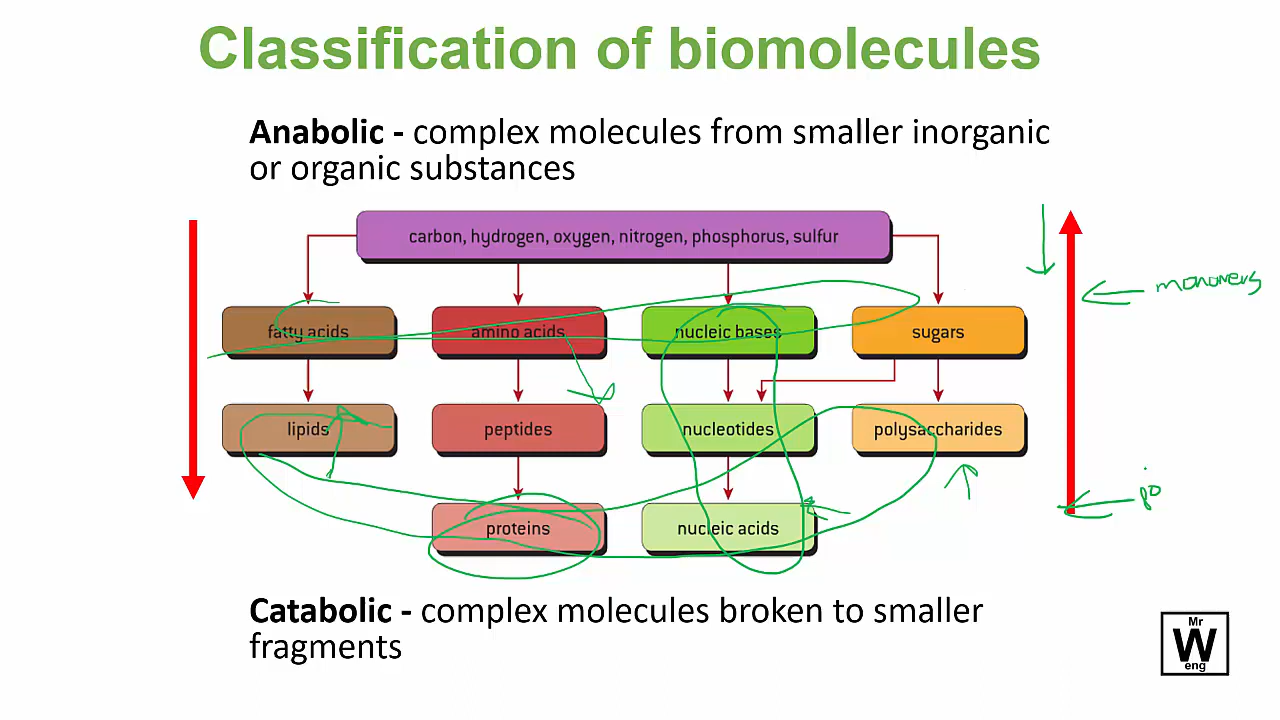 Classification of biomolecules
Anabolic - complex molecules from smaller inorganic
or organic substances
carbon, hydrogen, oxygen, nitrogen, phosphorus, sulfur
monomers
fatty acids
amino acids
nucleic bases
sugars
lipids
peptides
nucleotides
polysaccharides
po
proteins
nucleic acids
Catabolic - complex molecules broken to smaller
fragments
Mr
W
eng